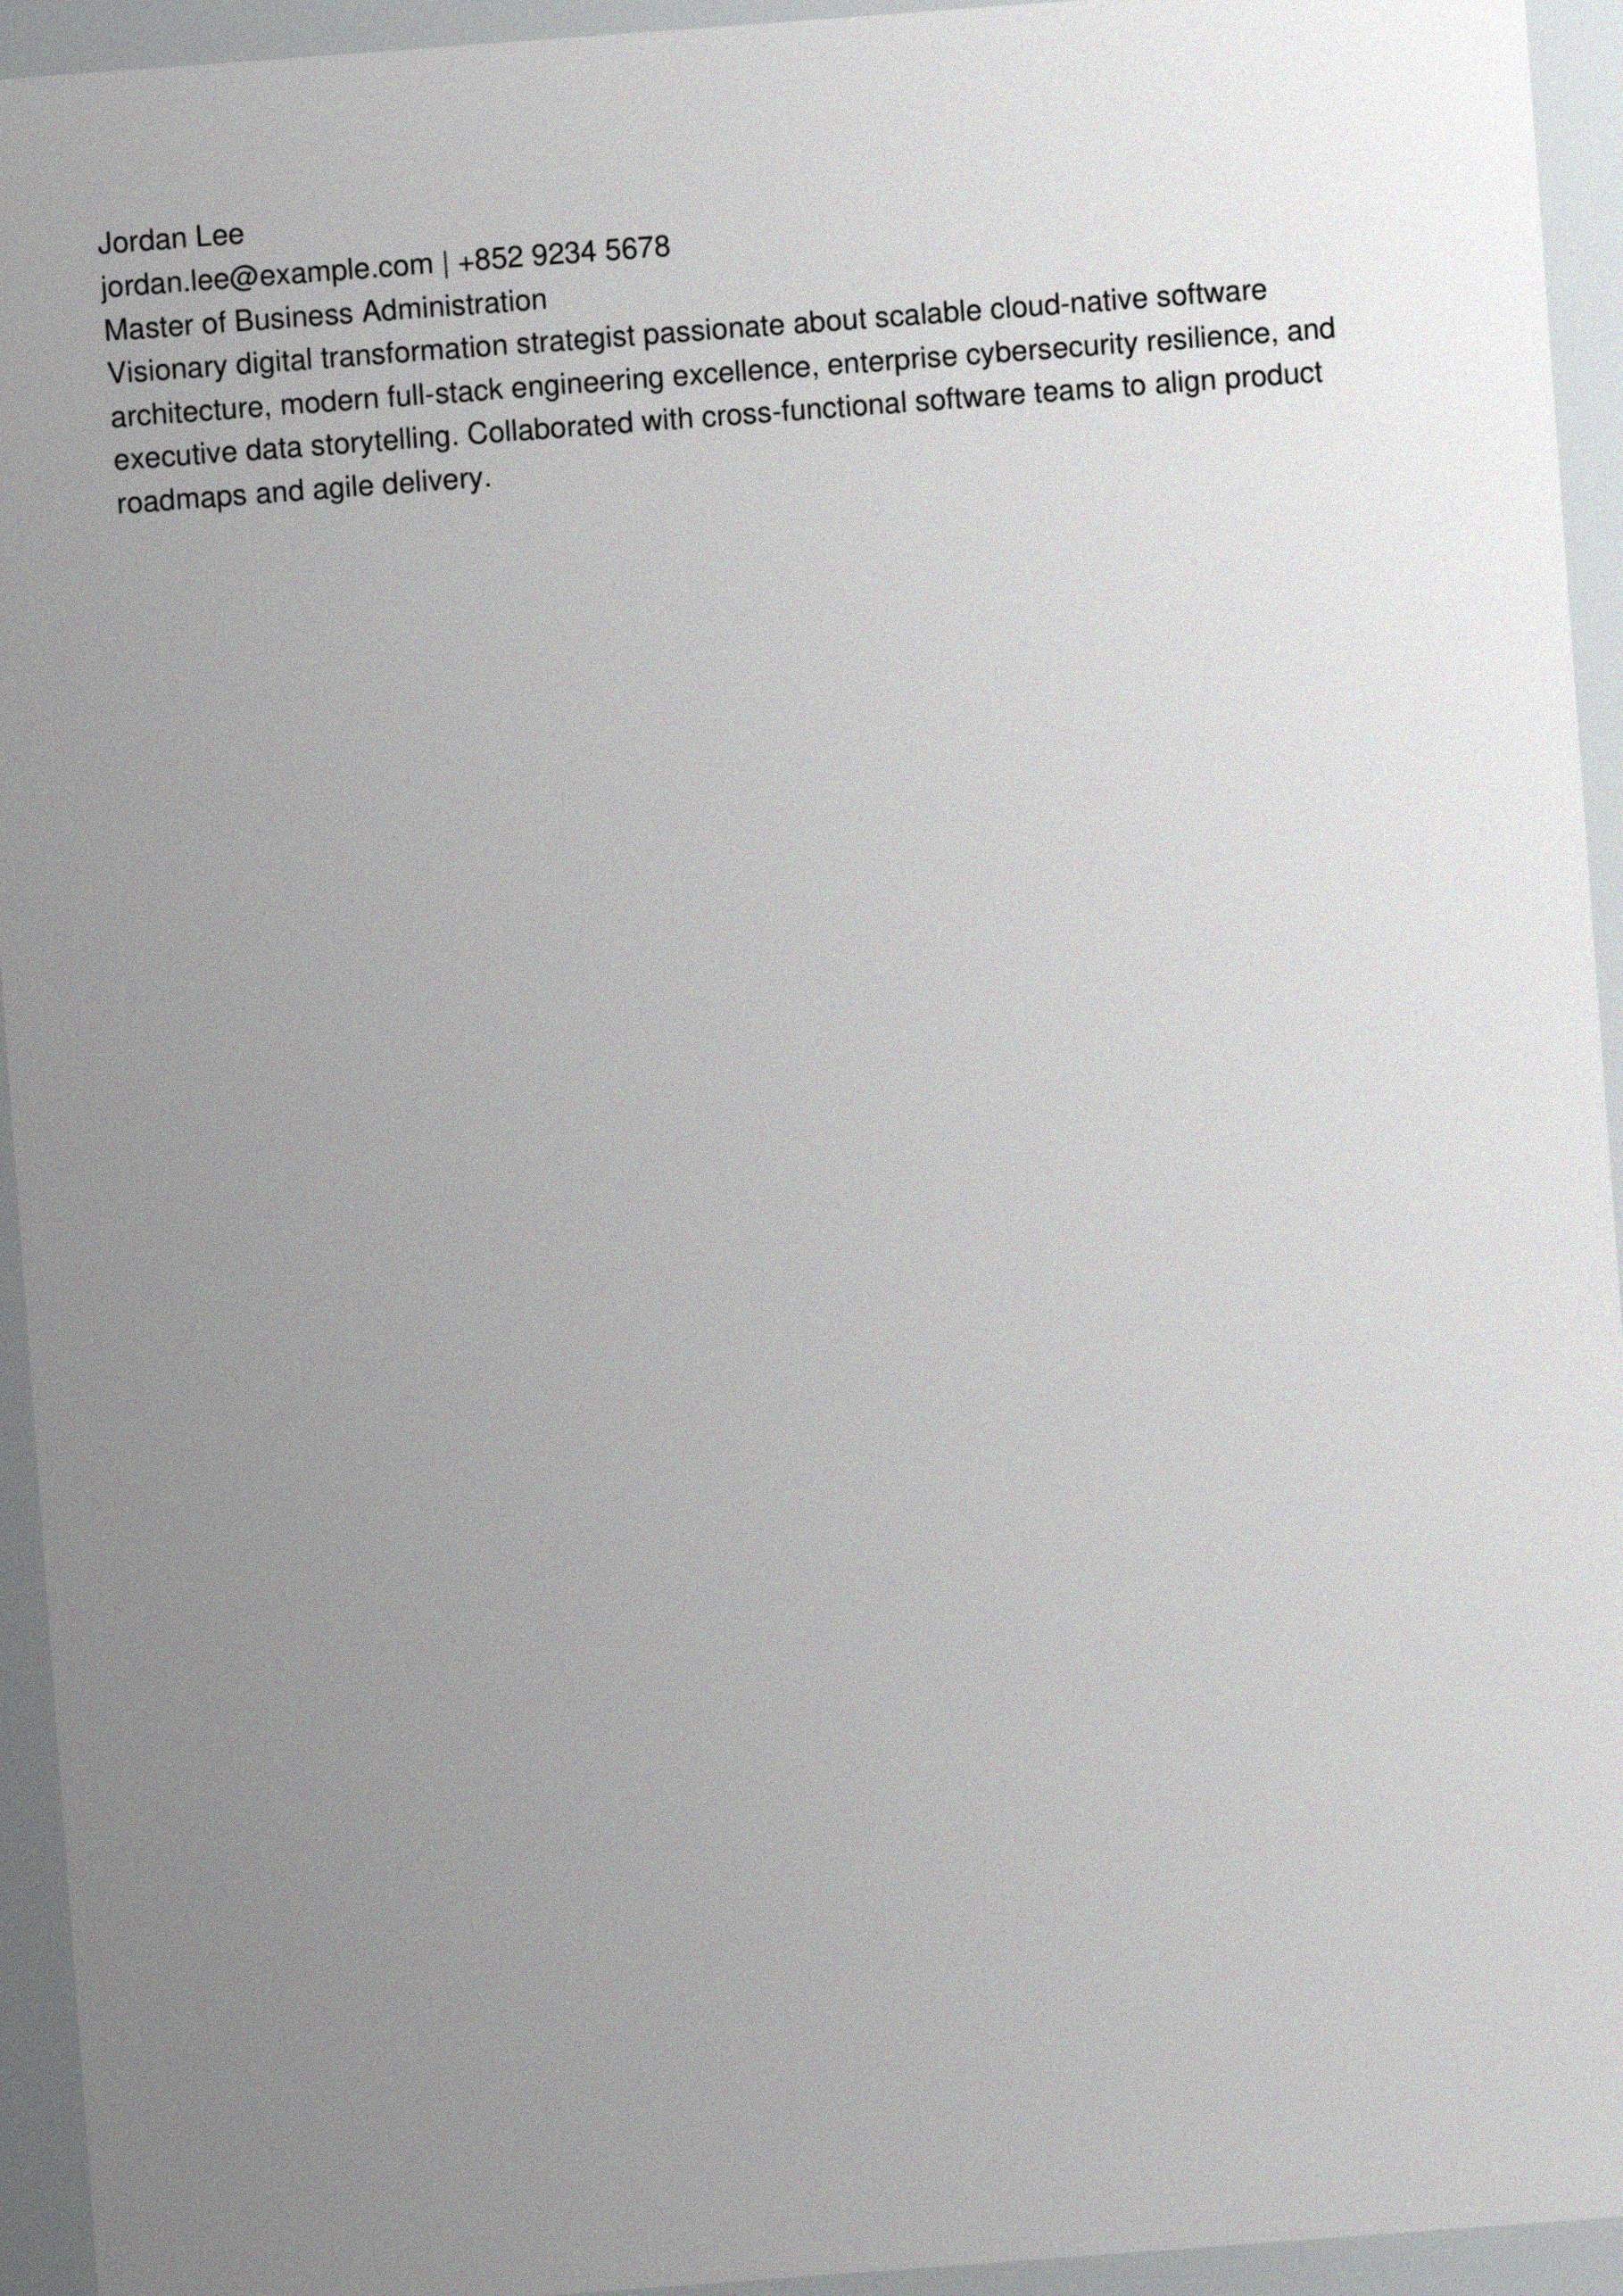 Jordan Lee
jordan.lee@example.com | +852 9234 5678
Master of Business Administration
Visionary digital transformation strategist passionate about scalable cloud-native software
architecture, modern full-stack engineering excellence, enterprise cybersecurity resilience, and
executive data storytelling. Collaborated with cross-functional software teams to align product
roadmaps and agile delivery.